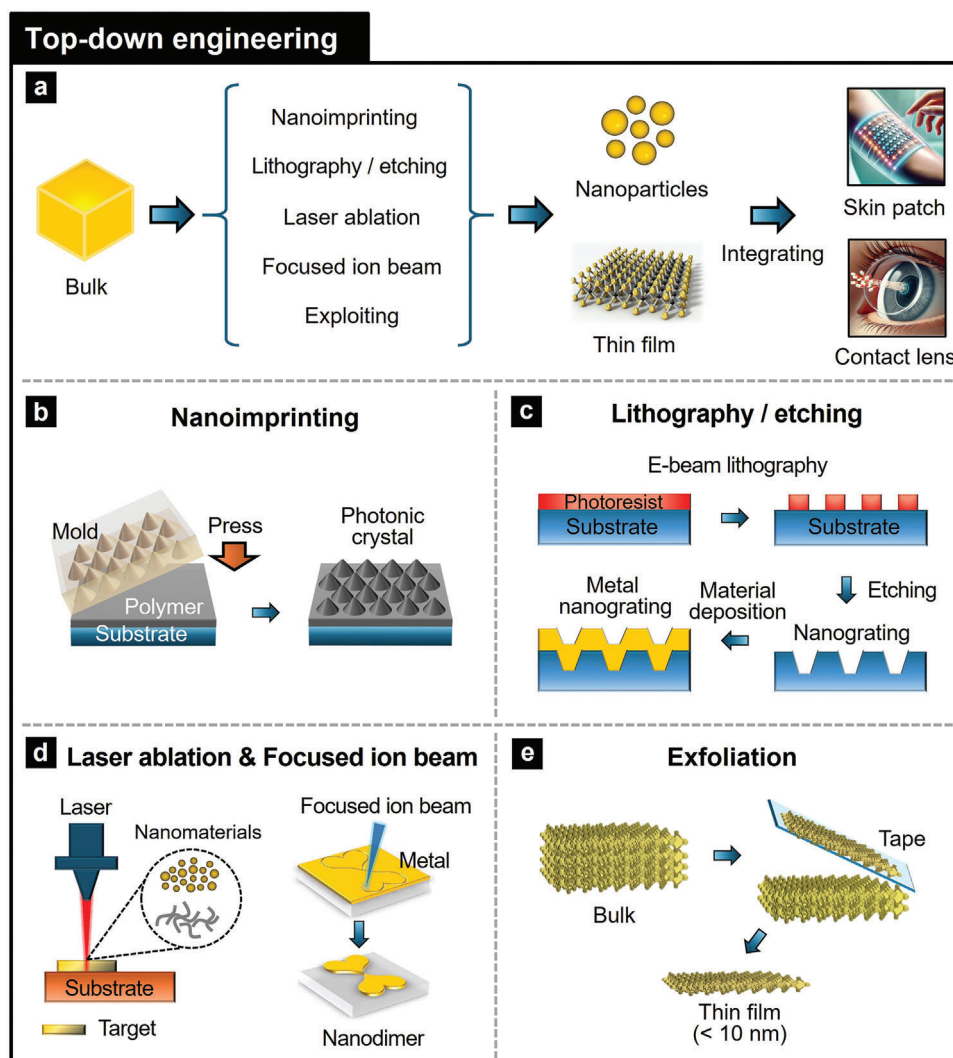 Top-down engineering
a
Bulk
Nanoimprinting
Lithography / etching
Laser ablation
Focused ion beam
Exploiting
Nanoparticles
Thin film
Integrating
Skin patch
Contact lens
b
Nanoimprinting
Mold
Press
Polymer
Substrate
Photonic
crystal
c
Lithography / etching
E-beam lithography
Photoresist
Substrate
Substrate
Etching
Nanograting
Material
deposition
Metal
nanograting
d
Laser ablation & Focused ion beam
Laser
Nanomaterials
Substrate
Target
Focused ion beam
Metal
Nanodimer
e
Exfoliation
Bulk
Tape
Thin film
(< 10 nm)